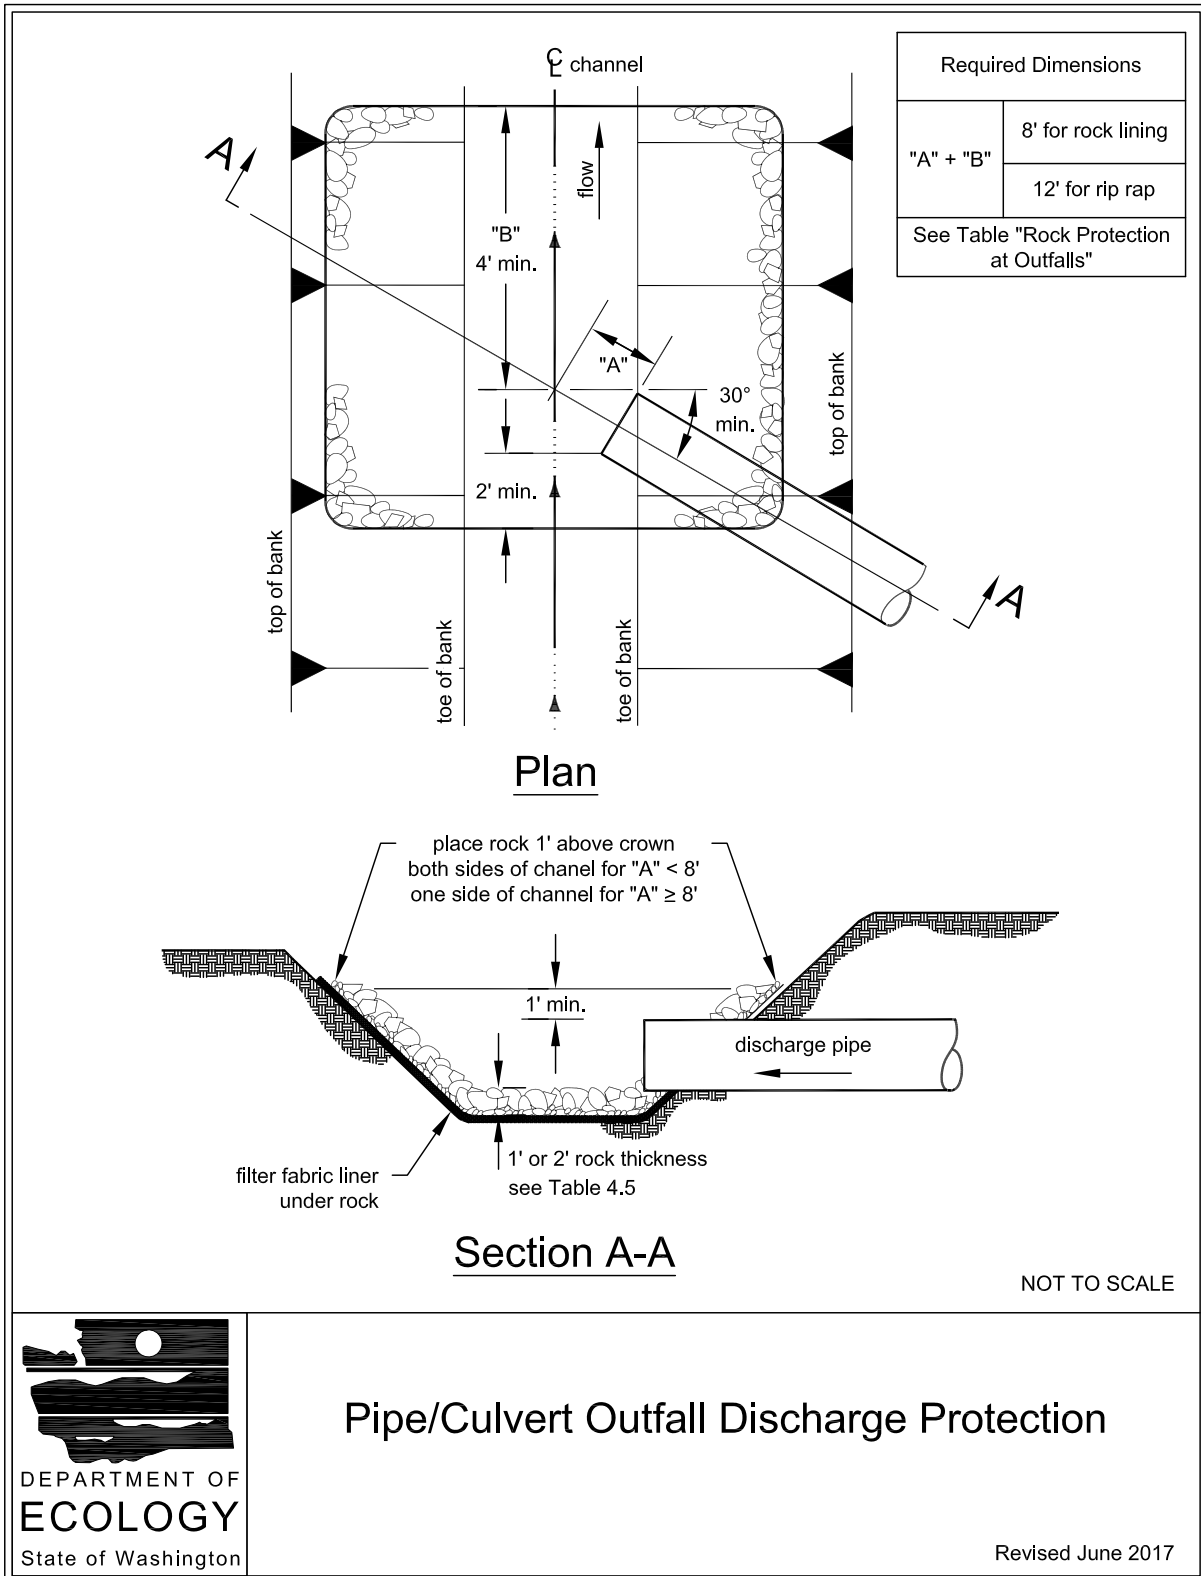 ℄ channel
Required Dimensions
"A" + "B"
8' for rock lining
12' for rip rap
See Table "Rock Protection
at Outfalls"
A
flow
"B"
4' min.
"A"
30°
min.
top of bank
2' min.
top of bank
A
toe of bank
toe of bank
Plan
place rock 1' above crown
both sides of chanel for "A" < 8'
one side of channel for "A" ≥ 8'
1' min.
discharge pipe
1' or 2' rock thickness
see Table 4.5
filter fabric liner
under rock
Section A-A
NOT TO SCALE
DEPARTMENT OF
ECOLOGY
State of Washington
Pipe/Culvert Outfall Discharge Protection
Revised June 2017